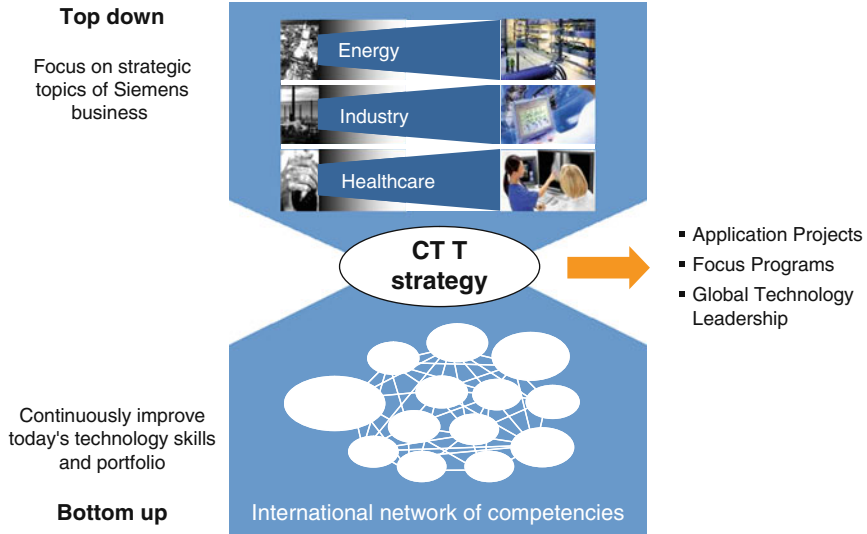 Top down
Focus on strategic
topics of Siemens
business
Energy
Industry
Healthcare
CT T
strategy
▪ Application Projects
▪ Focus Programs
▪ Global Technology
Leadership
Continuously improve
today's technology skills
and portfolio
Bottom up
International network of competencies